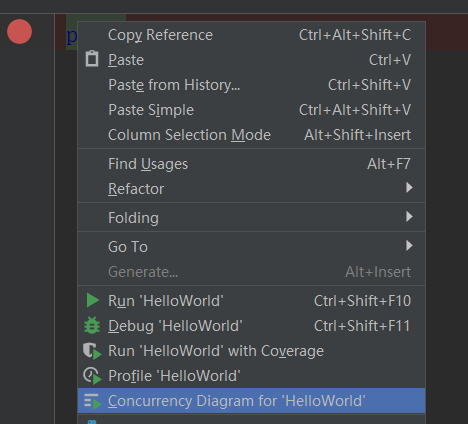 p
Copy Reference Ctrl+Alt+Shift+C
Paste Ctrl+V
Paste from History... Ctrl+Shift+V
Paste Simple Ctrl+Alt+Shift+V
Column Selection Mode Alt+Shift+Insert
Find Usages Alt+F7
Refactor
Folding
Go To
Generate... Alt+Insert
Run 'HelloWorld' Ctrl+Shift+F10
Debug 'HelloWorld' Ctrl+Shift+F11
Run 'HelloWorld' with Coverage
Profile 'HelloWorld'
Concurrency Diagram for 'HelloWorld'